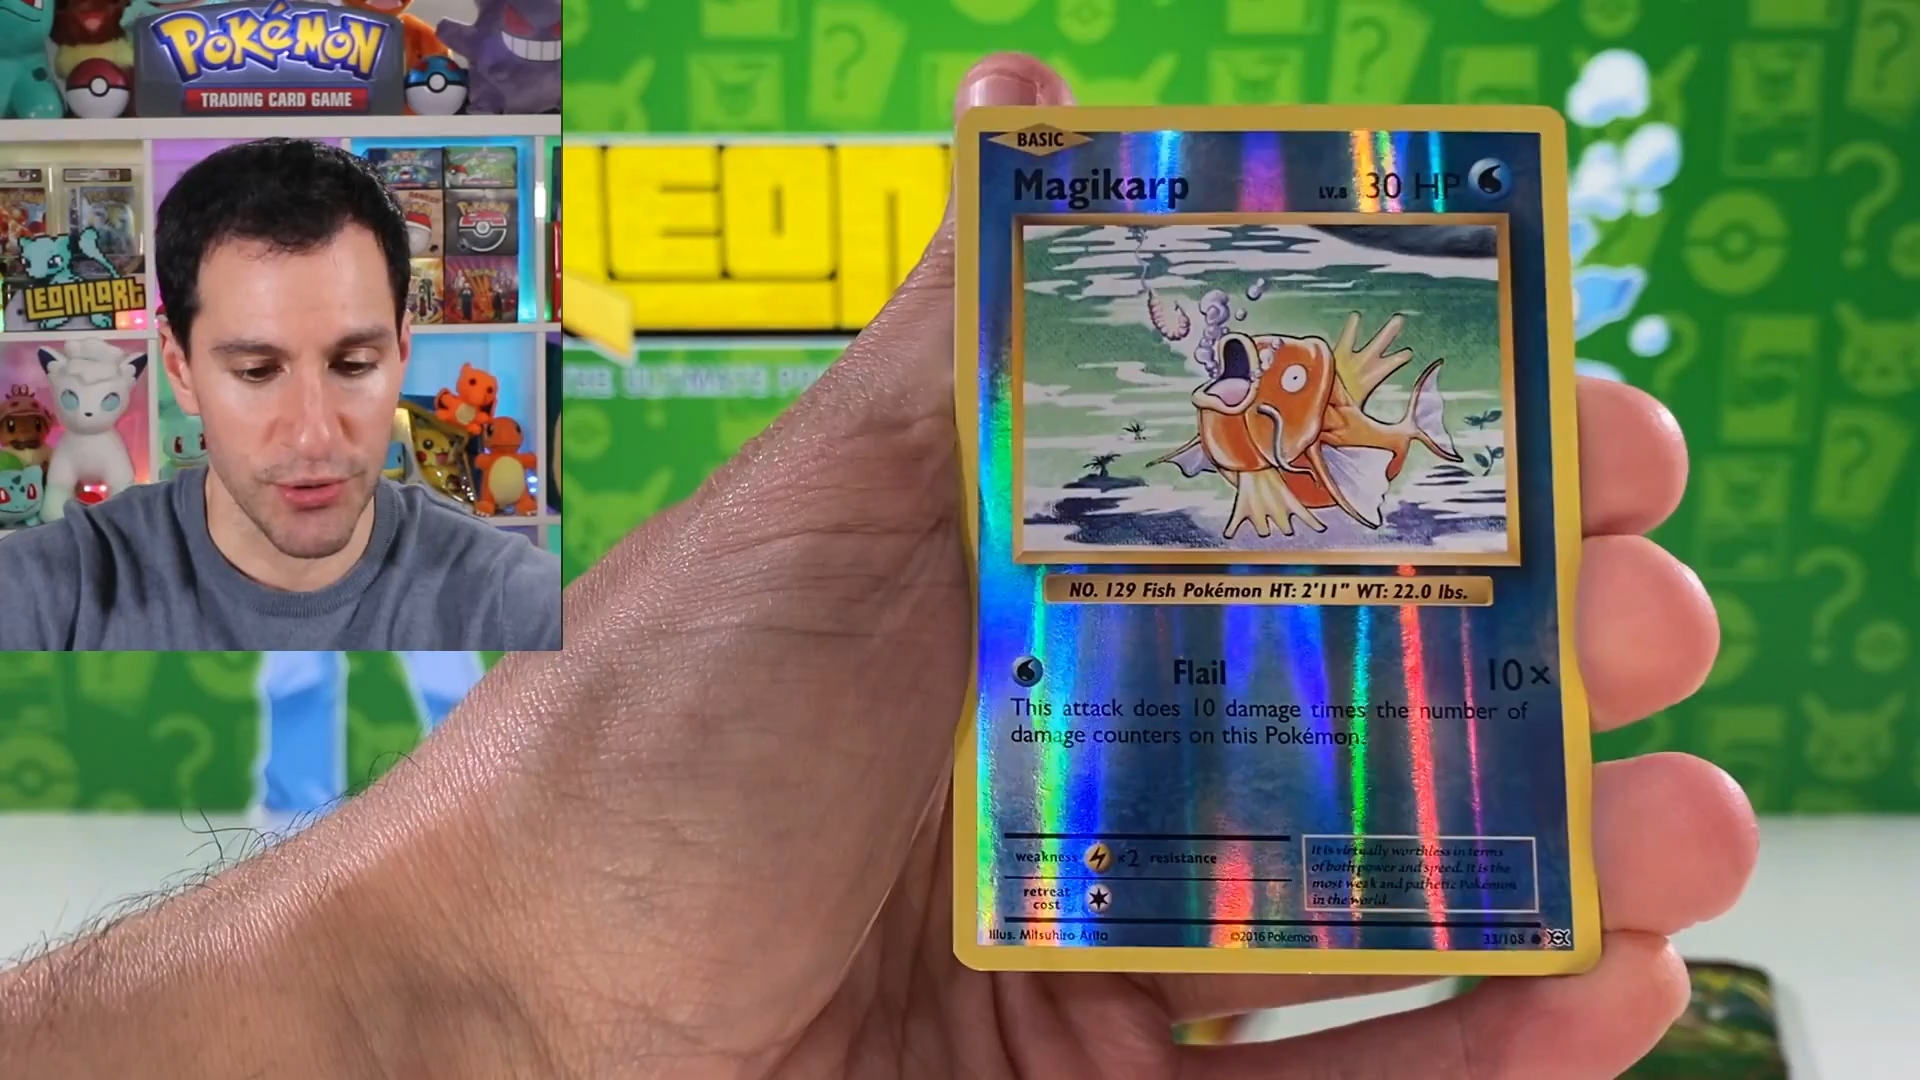 POKéMON
TRADING CARD GAME
LEONHART
LEON
BASIC
Magikarp LV.8 30 HP
NO. 129 Fish Pokémon HT: 2'11" WT: 22.0 lbs.
Flail 10×
This attack does 10 damage times the number of
damage counters on this Pokémon.
weakness ×2 resistance
retreat
cost
It is virtually worthless in terms
of both power and speed. It is the
most weak and pathetic Pokémon
in the world.
Illus. Mitsuhiro Arita ©2016 Pokemon 33/108